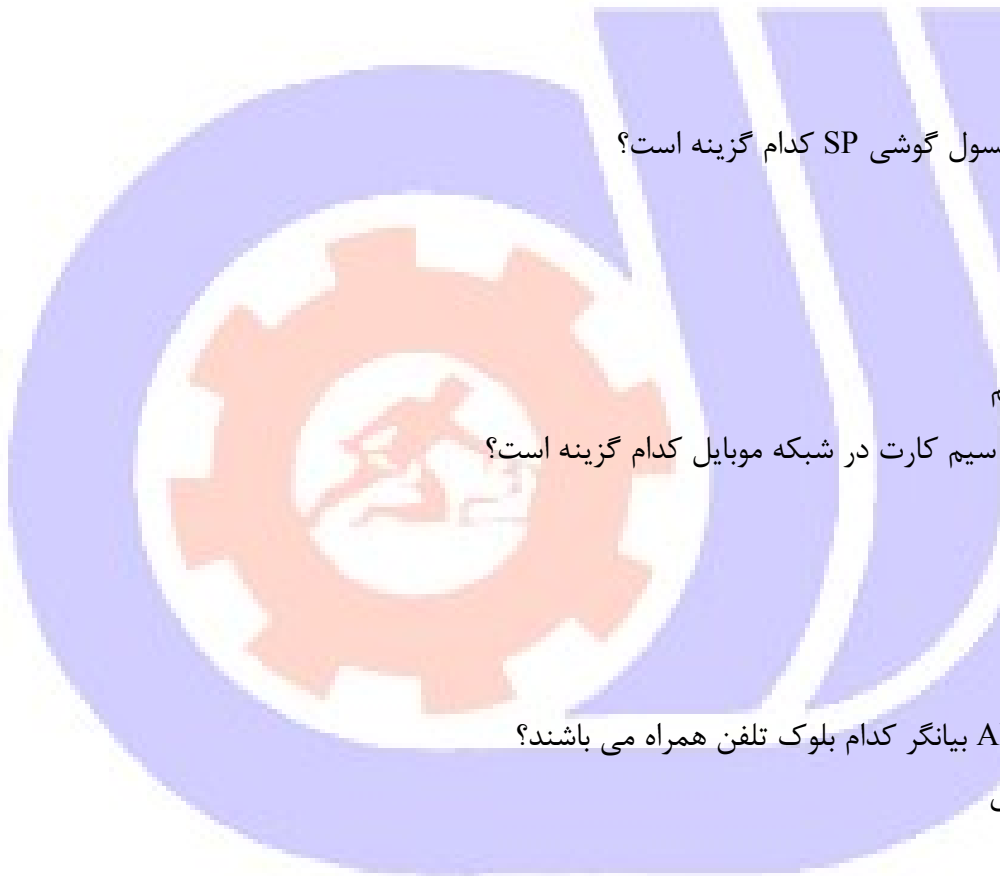 سول گوشی SP کدام گزینه است؟
م
سیم کارت در شبکه موبایل کدام گزینه است؟
A بیانگر کدام بلوک تلفن همراه می باشند؟